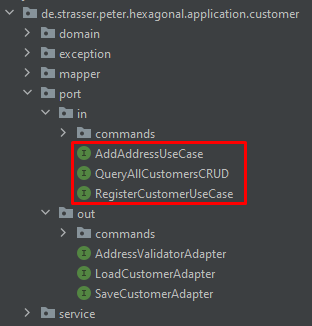 de.strasser.peter.hexagonal.application.customer
domain
exception
mapper
port
in
commands
I AddAddressUseCase
I QueryAllCustomersCRUD
I RegisterCustomerUseCase
out
commands
I AddressValidatorAdapter
I LoadCustomerAdapter
I SaveCustomerAdapter
service